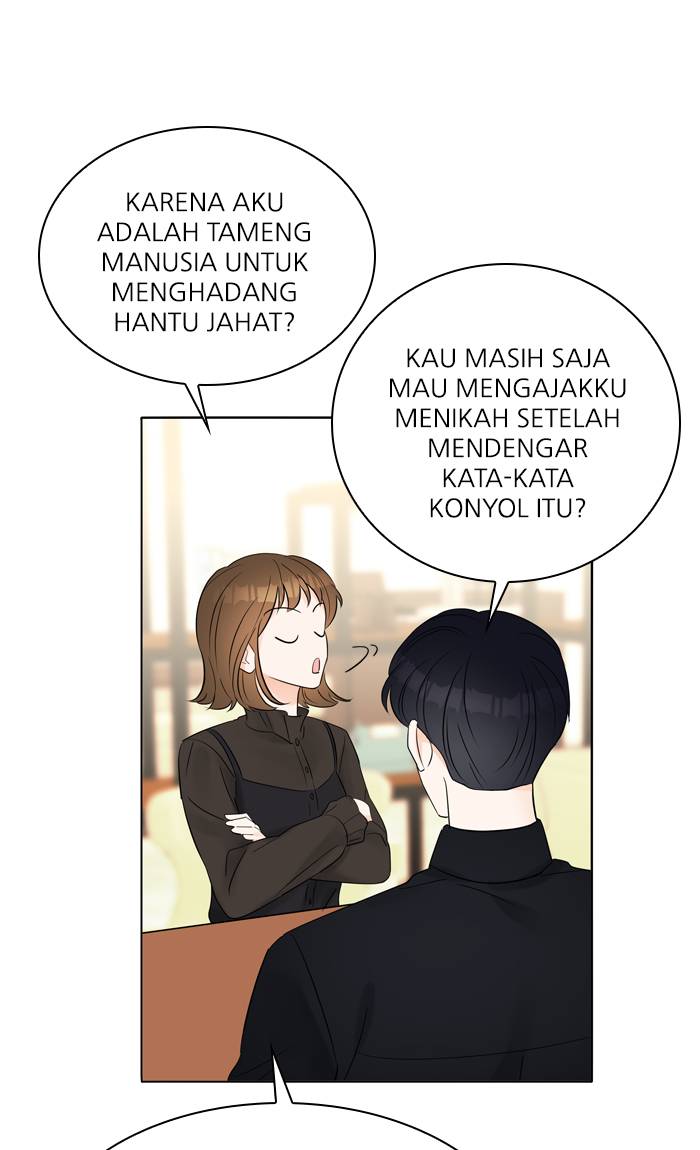 KARENA AKU
ADALAH TAMENG
MANUSIA UNTUK
MENGHADANG
HANTU JAHAT?
KAU MASIH SAJA
MAU MENGAJAKKU
MENIKAH SETELAH
MENDENGAR
KATA-KATA
KONYOL ITU?